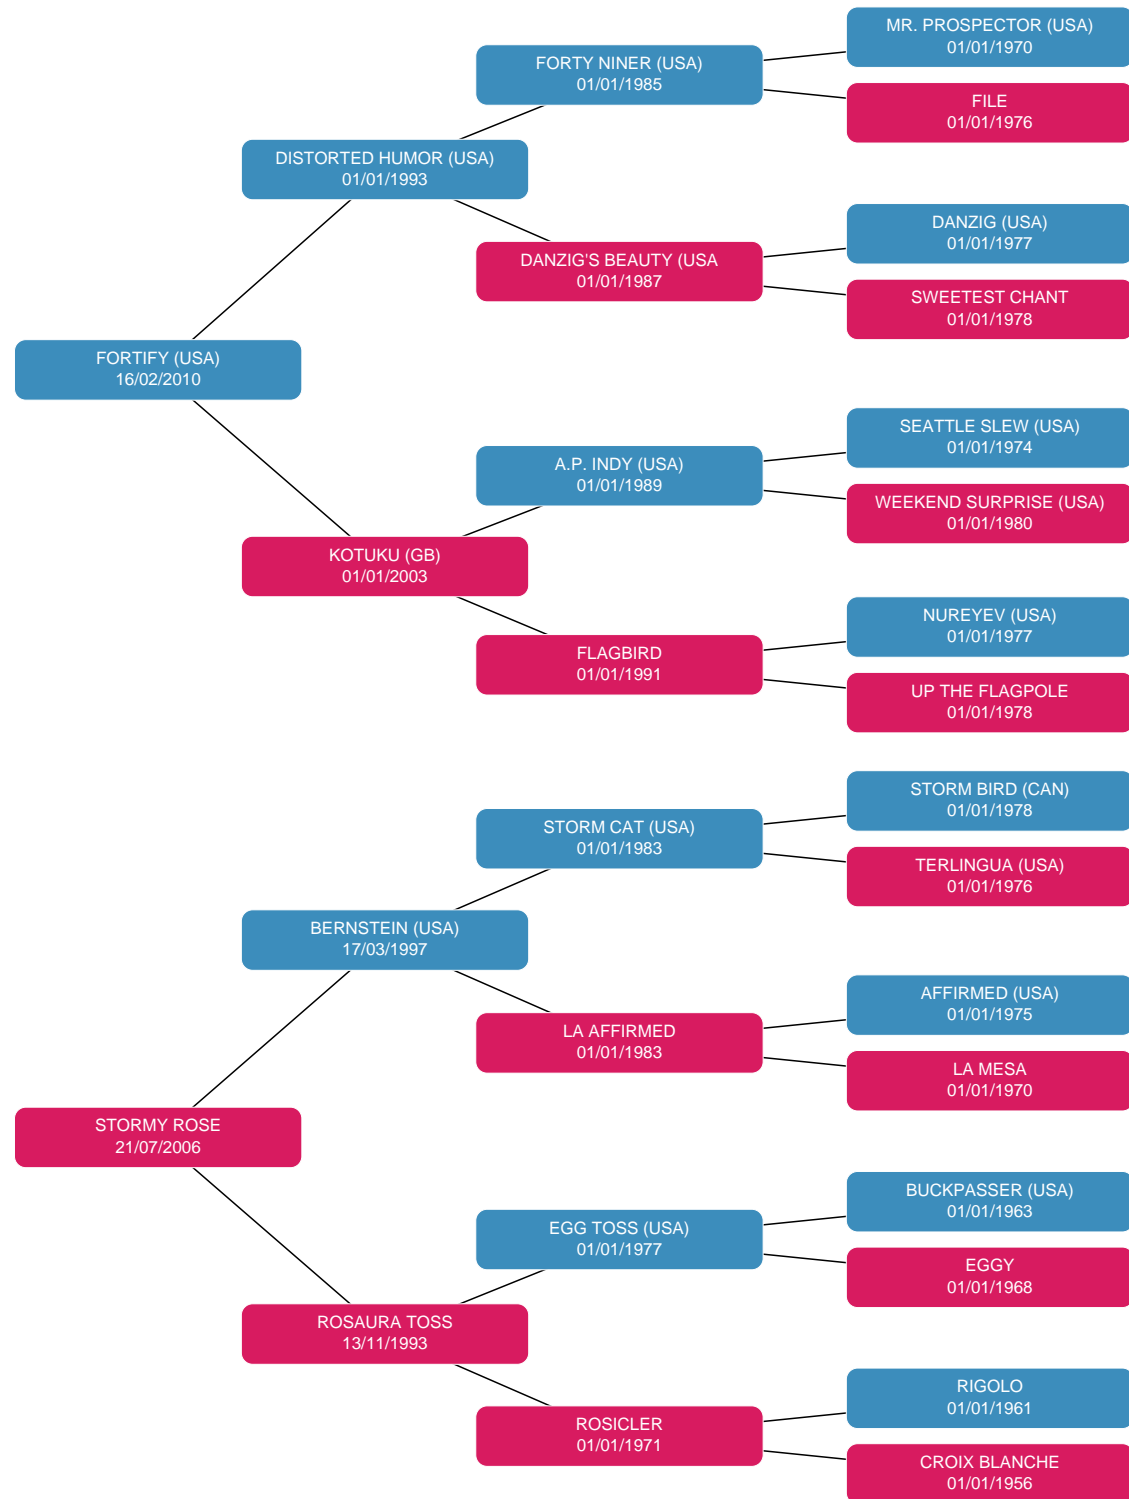 MR. PROSPECTOR (USA)
01/01/1970
FORTY NINER (USA)
01/01/1985
FILE
01/01/1976
DISTORTED HUMOR (USA)
01/01/1993
DANZIG (USA)
01/01/1977
DANZIG'S BEAUTY (USA
01/01/1987
SWEETEST CHANT
01/01/1978
FORTIFY (USA)
16/02/2010
SEATTLE SLEW (USA)
01/01/1974
A.P. INDY (USA)
01/01/1989
WEEKEND SURPRISE (USA)
01/01/1980
KOTUKU (GB)
01/01/2003
NUREYEV (USA)
01/01/1977
FLAGBIRD
01/01/1991
UP THE FLAGPOLE
01/01/1978
STORM BIRD (CAN)
01/01/1978
STORM CAT (USA)
01/01/1983
TERLINGUA (USA)
01/01/1976
BERNSTEIN (USA)
17/03/1997
AFFIRMED (USA)
01/01/1975
LA AFFIRMED
01/01/1983
LA MESA
01/01/1970
STORMY ROSE
21/07/2006
BUCKPASSER (USA)
01/01/1963
EGG TOSS (USA)
01/01/1977
EGGY
01/01/1968
ROSAURA TOSS
13/11/1993
RIGOLO
01/01/1961
ROSICLER
01/01/1971
CROIX BLANCHE
01/01/1956